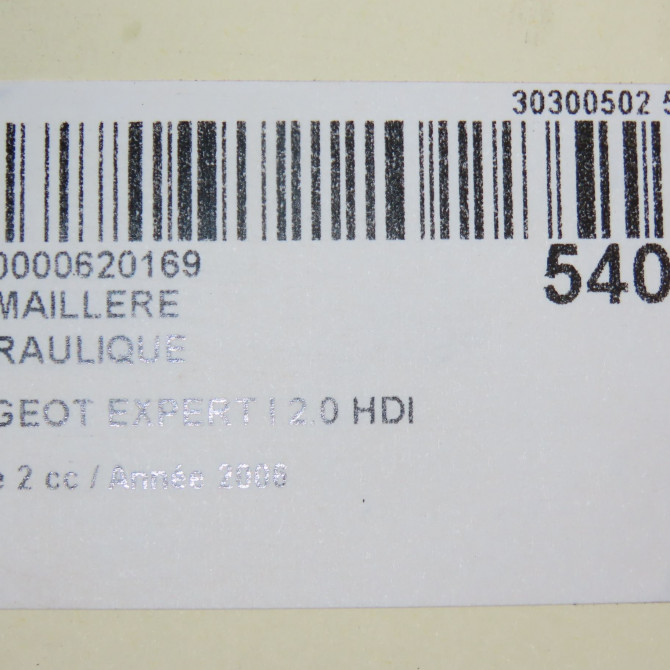 30300502 5
0000620169
540
MAILLERE
RAULIQUE
GEOT EXPERT I 2.0 HDI
e 2 cc / Année